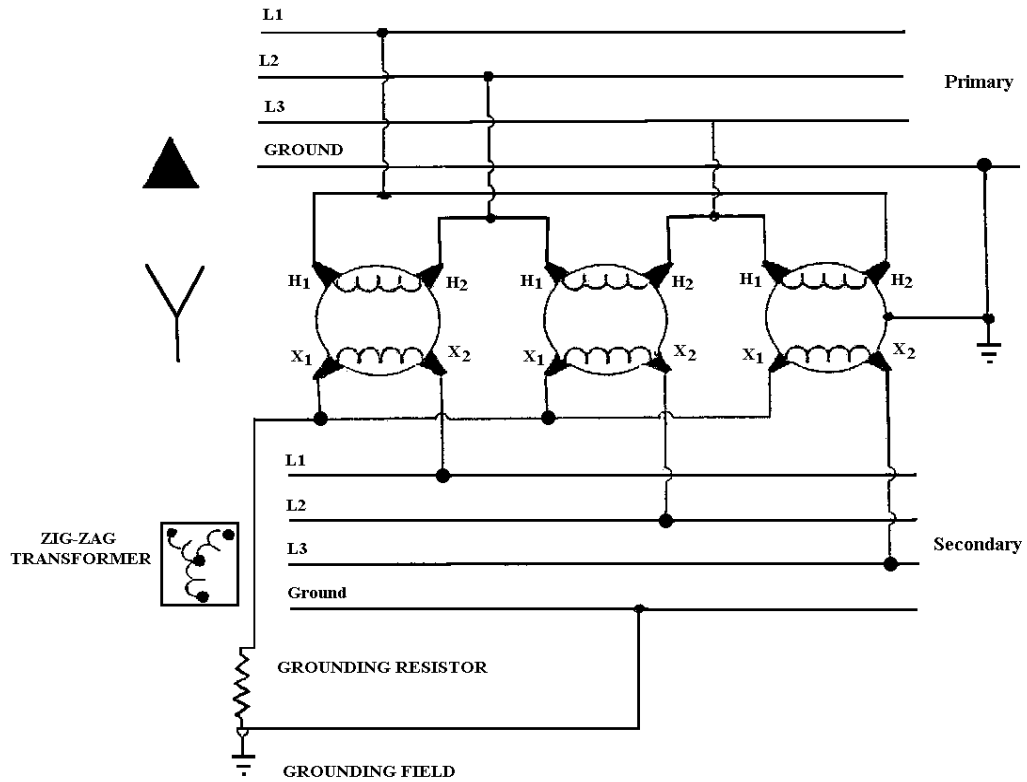 L1
L2
Primary
L3
GROUND
H1
H2
H1
H2
H1
H2
X1
X2
X1
X2
X1
X2
L1
L2
ZIG-ZAG
TRANSFORMER
L3
Secondary
Ground
GROUNDING RESISTOR
GROUNDING FIELD